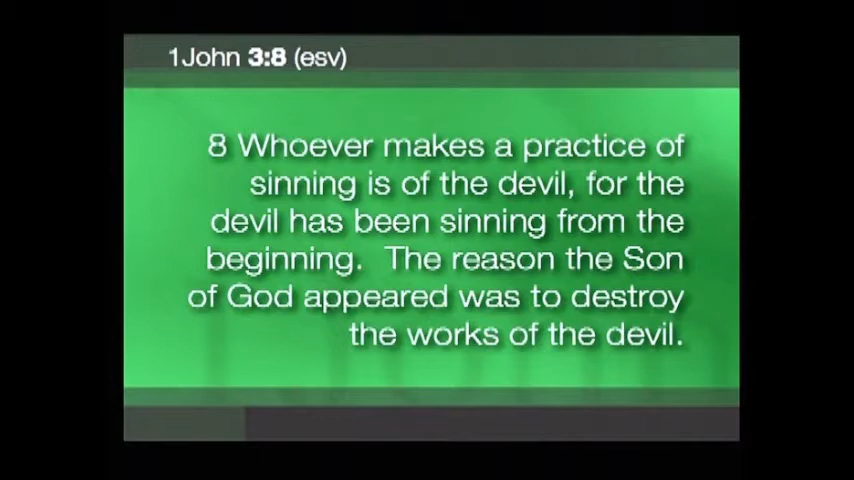 1John 3:8 (esv)
8 Whoever makes a practice of
sinning is of the devil, for the
devil has been sinning from the
beginning.  The reason the Son
of God appeared was to destroy
the works of the devil.